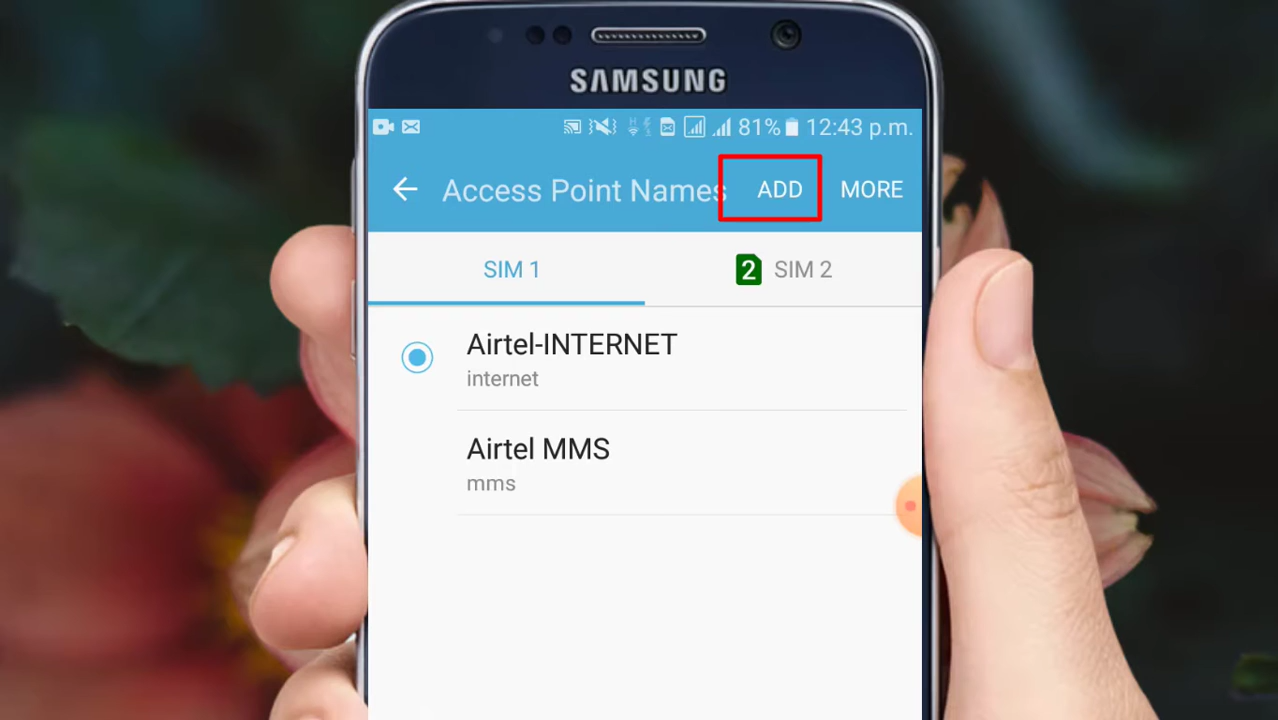 SAMSUNG
81% 12:43 p.m.
Access Point Names ADD MORE
SIM 1 2 SIM 2
Airtel-INTERNET
internet
Airtel MMS
mms